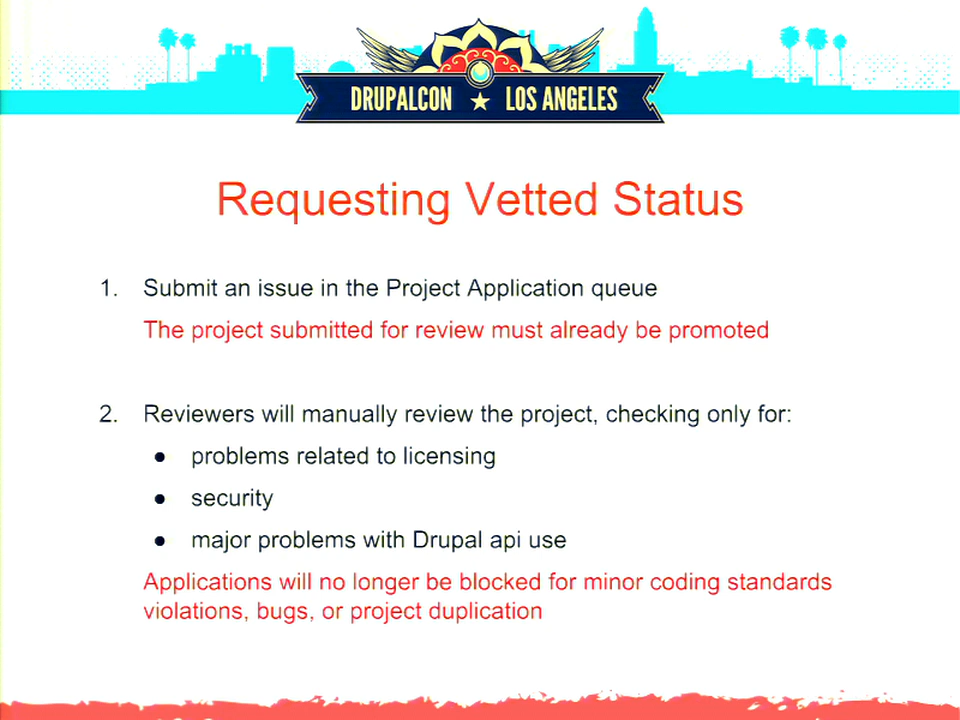 DRUPALCON ★ LOS ANGELES
Requesting Vetted Status
1. Submit an issue in the Project Application queue
The project submitted for review must already be promoted
2. Reviewers will manually review the project, checking only for:
● problems related to licensing
● security
● major problems with Drupal api use
Applications will no longer be blocked for minor coding standards
violations, bugs, or project duplication